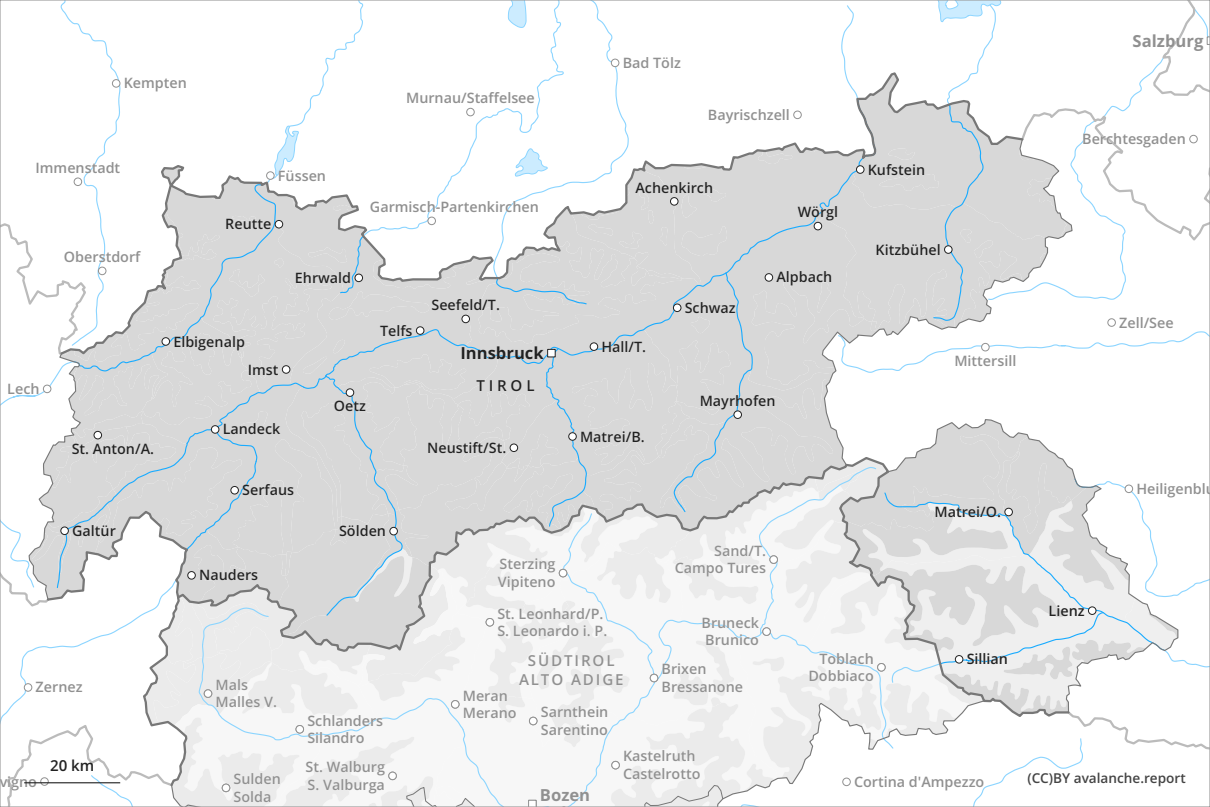 Salzburg
Bad Tölz
Kempten
Murnau/Staffelsee
Bayrischzell
Berchtesgaden
Immenstadt
Füssen
Kufstein
Achenkirch
Garmisch-Partenkirchen
Wörgl
Reutte
Kitzbühel
Oberstdorf
Ehrwald
Alpbach
Seefeld/T.
Schwaz
Telfs
Zell/See
Elbigenalp
Innsbruck
Hall/T.
Mittersill
Imst
TIROL
Lech
Oetz
Mayrhofen
Landeck
Matrei/B.
St. Anton/A.
Neustift/St.
Serfaus
Heiligenblu
Matrei/O.
Galtür
Sölden
Sand/T.
Campo Tures
Sterzing
Vipiteno
Nauders
Lienz
St. Leonhard/P.
S. Leonardo i. P.
Bruneck
Brunico
SÜDTIROL
ALTO ADIGE
Toblach
Dobbiaco
Sillian
Brixen
Bressanone
Zernez
Mals
Malles V.
Meran
Merano
Sarnthein
Sarentino
Schlanders
Silandro
Kastelruth
Castelrotto
20 km
St. Walburg
S. Valburga
vigno
Sulden
Solda
Cortina d'Ampezzo
(CC)BY avalanche.report
Bozen